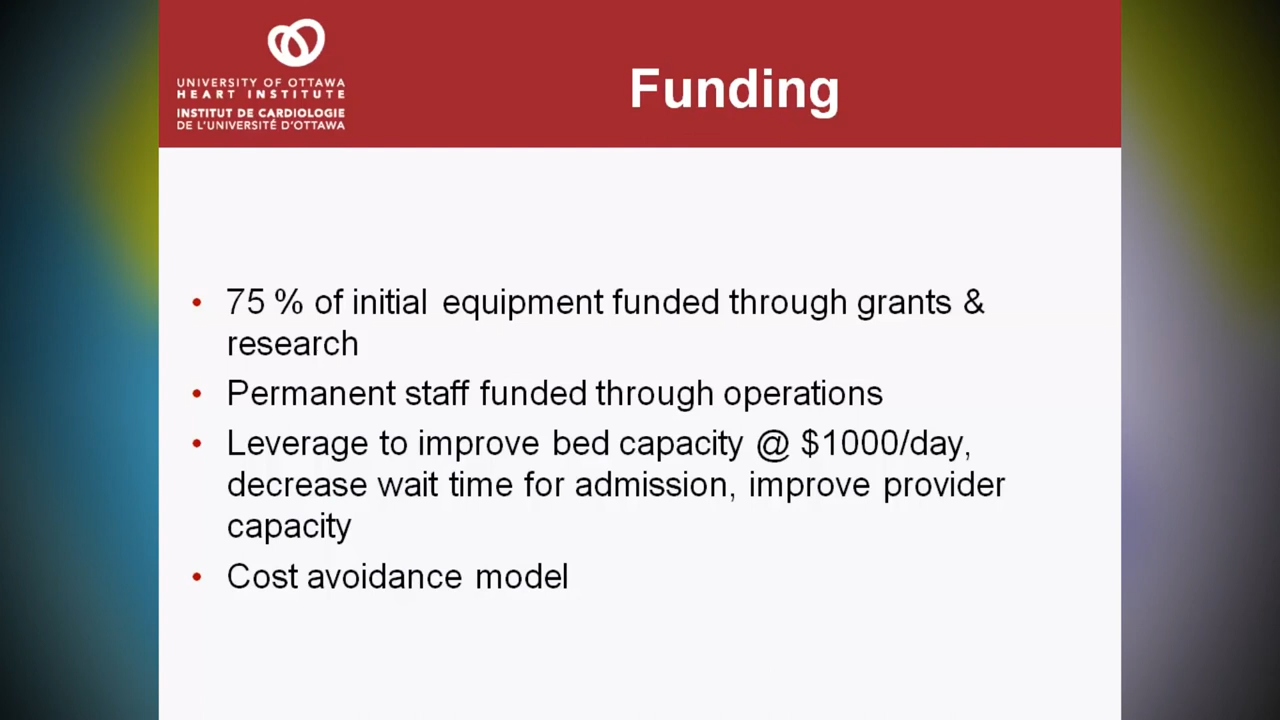 UNIVERSITY OF OTTAWA
HEART INSTITUTE
INSTITUT DE CARDIOLOGIE
DE L'UNIVERSITÉ D'OTTAWA
Funding
• 75 % of initial equipment funded through grants &
research
• Permanent staff funded through operations
• Leverage to improve bed capacity @ $1000/day,
decrease wait time for admission, improve provider
capacity
• Cost avoidance model